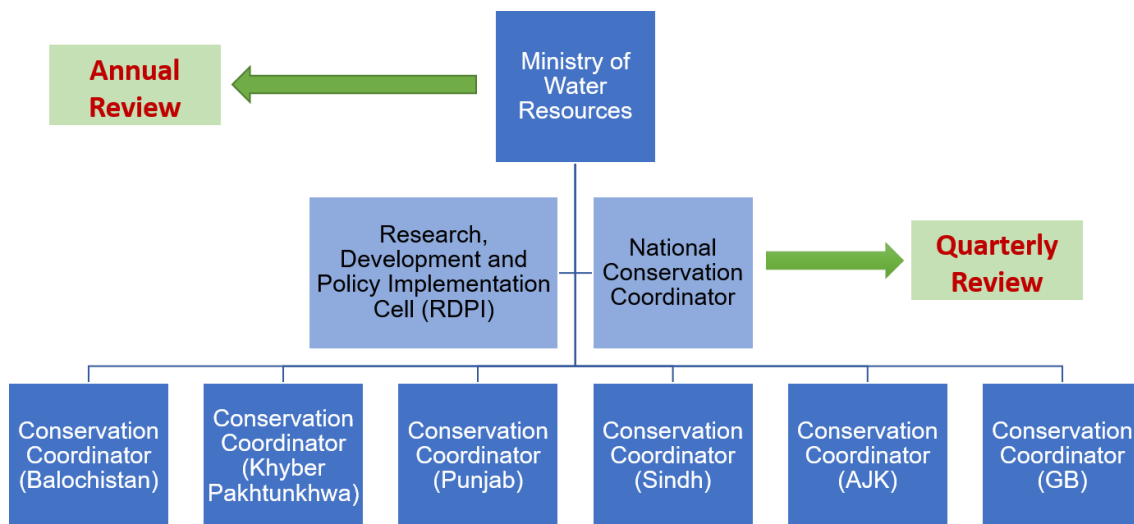 Ministry of
Water
Resources
Annual
Review
Research,
Development and
Policy Implementation
Cell (RDPI)
National
Conservation
Coordinator
Quarterly
Review
Conservation
Coordinator
(Balochistan)
Conservation
Coordinator
(Khyber
Pakhtunkhwa)
Conservation
Coordinator
(Punjab)
Conservation
Coordinator
(Sindh)
Conservation
Coordinator
(AJK)
Conservation
Coordinator
(GB)